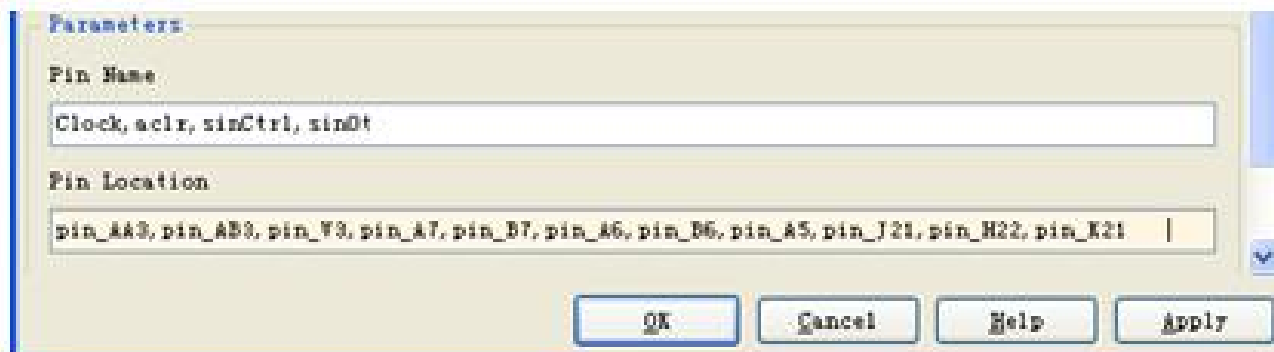 Parameters
Pin Name
Clock, aclr, sinCtrl, sinOt
Pin Location
pin_AA3, pin_AB3, pin_V3, pin_A7, pin_B7, pin_A6, pin_B6, pin_A5, pin_J21, pin_H22, pin_K21
OK Cancel Help Apply